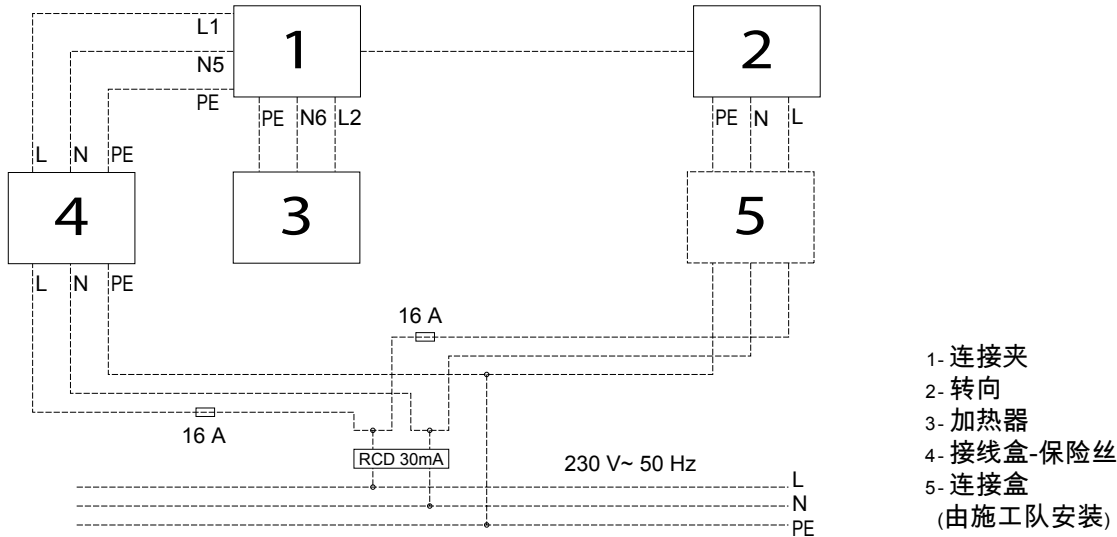 L1
1
2
N5
PE
PE N6 L2
PE N L
L N PE
4
3
5
L N PE
16 A
16 A
RCD 30mA
230 V~ 50 Hz
L
N
PE
1- 连接夹
2- 转向
3- 加热器
4- 接线盒-保险丝
5- 连接盒
(由施工队安装)